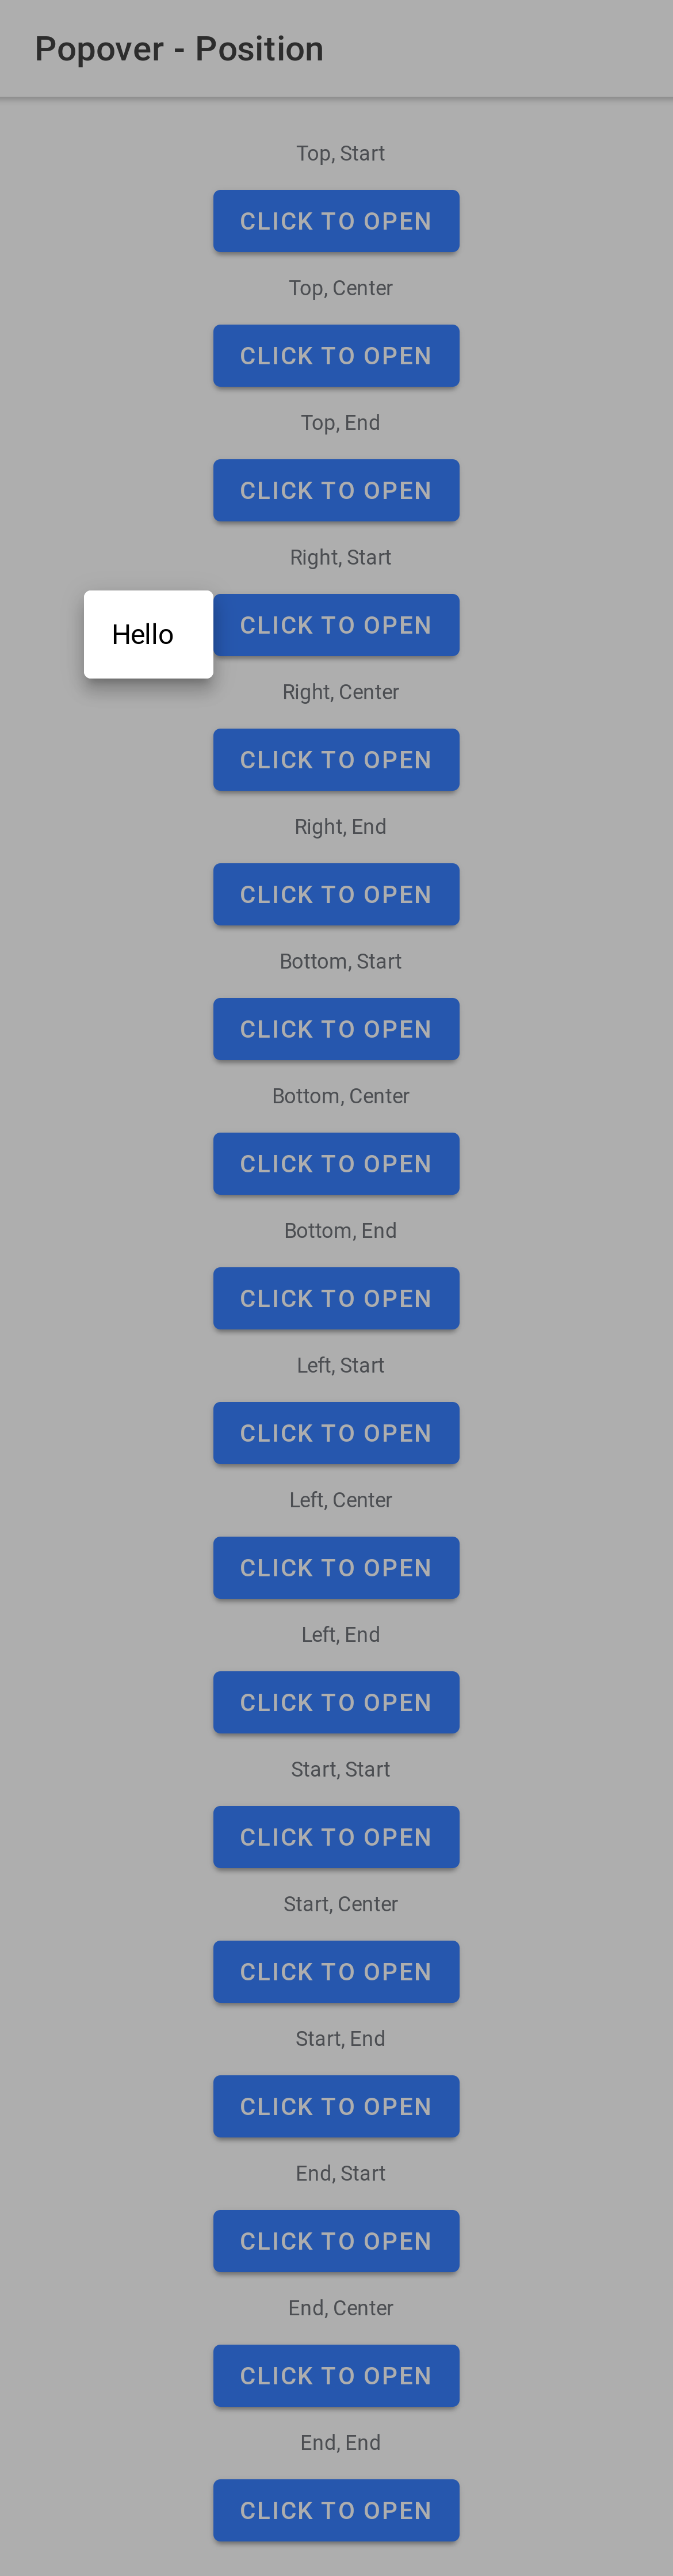 Popover - Position
Top, Start
CLICK TO OPEN
Top, Center
CLICK TO OPEN
Top, End
CLICK TO OPEN
Right, Start
Hello
CLICK TO OPEN
Right, Center
CLICK TO OPEN
Right, End
CLICK TO OPEN
Bottom, Start
CLICK TO OPEN
Bottom, Center
CLICK TO OPEN
Bottom, End
CLICK TO OPEN
Left, Start
CLICK TO OPEN
Left, Center
CLICK TO OPEN
Left, End
CLICK TO OPEN
Start, Start
CLICK TO OPEN
Start, Center
CLICK TO OPEN
Start, End
CLICK TO OPEN
End, Start
CLICK TO OPEN
End, Center
CLICK TO OPEN
End, End
CLICK TO OPEN